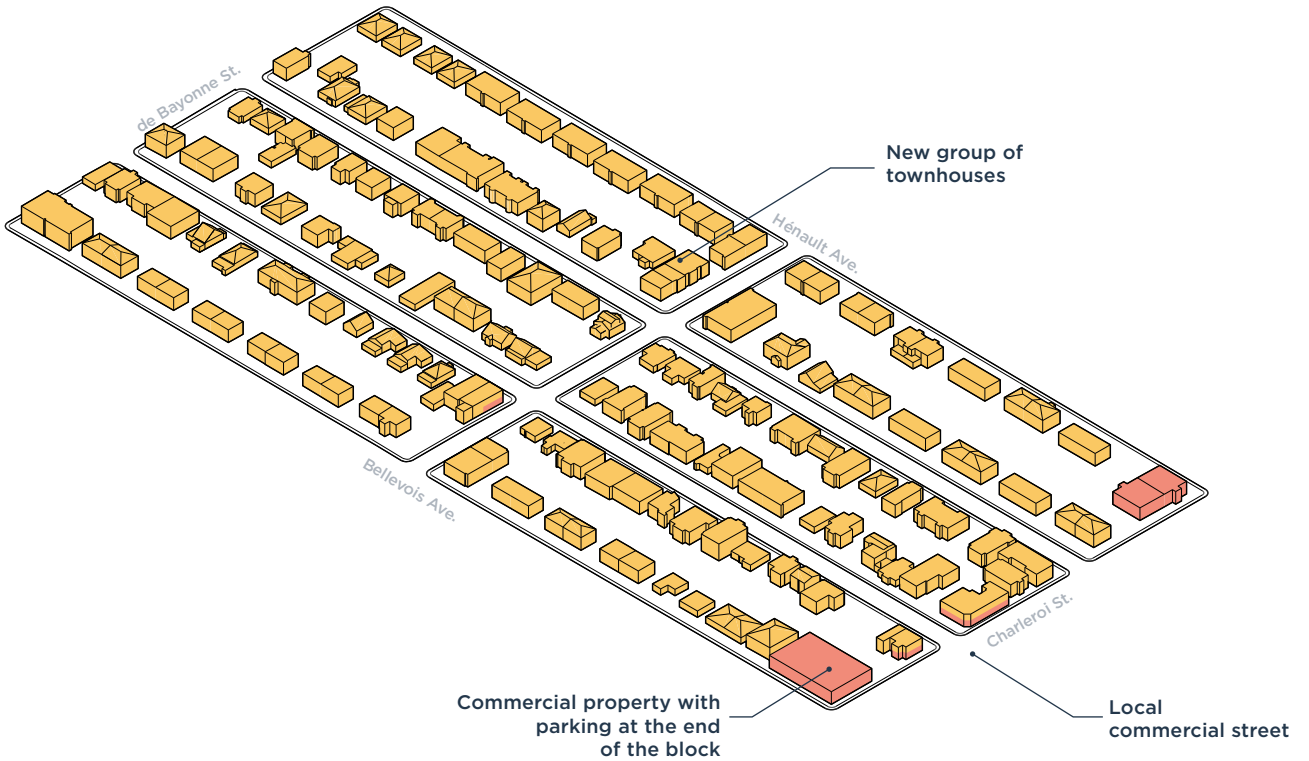 de Bayonne St.
New group of
townhouses
Hénault Ave.
Bellevois Ave.
Charleroi St.
Commercial property with
parking at the end
of the block
Local
commercial street